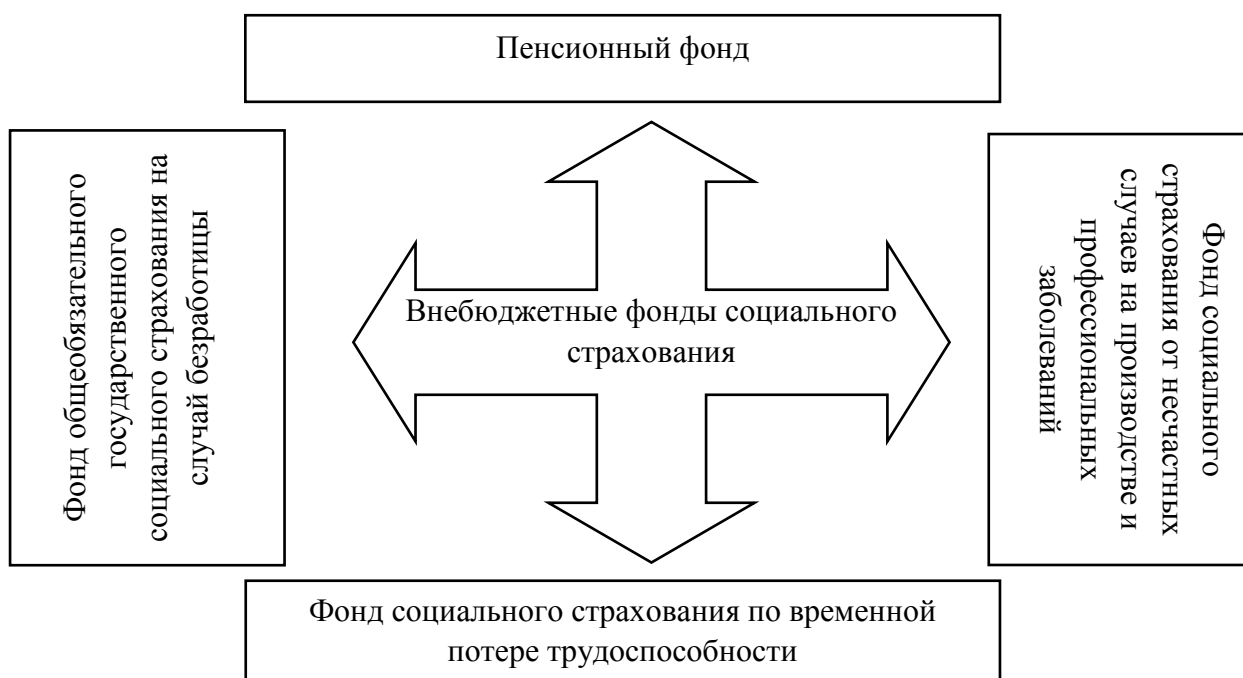 Пенсионный фонд
Фонд общеобязательного
государственного
социального страхования на
случай безработицы
Внебюджетные фонды социального
страхования
Фонд социального
страхования от несчастных
случаев на производстве и
профессиональных
заболеваний
Фонд социального страхования по временной
потере трудоспособности